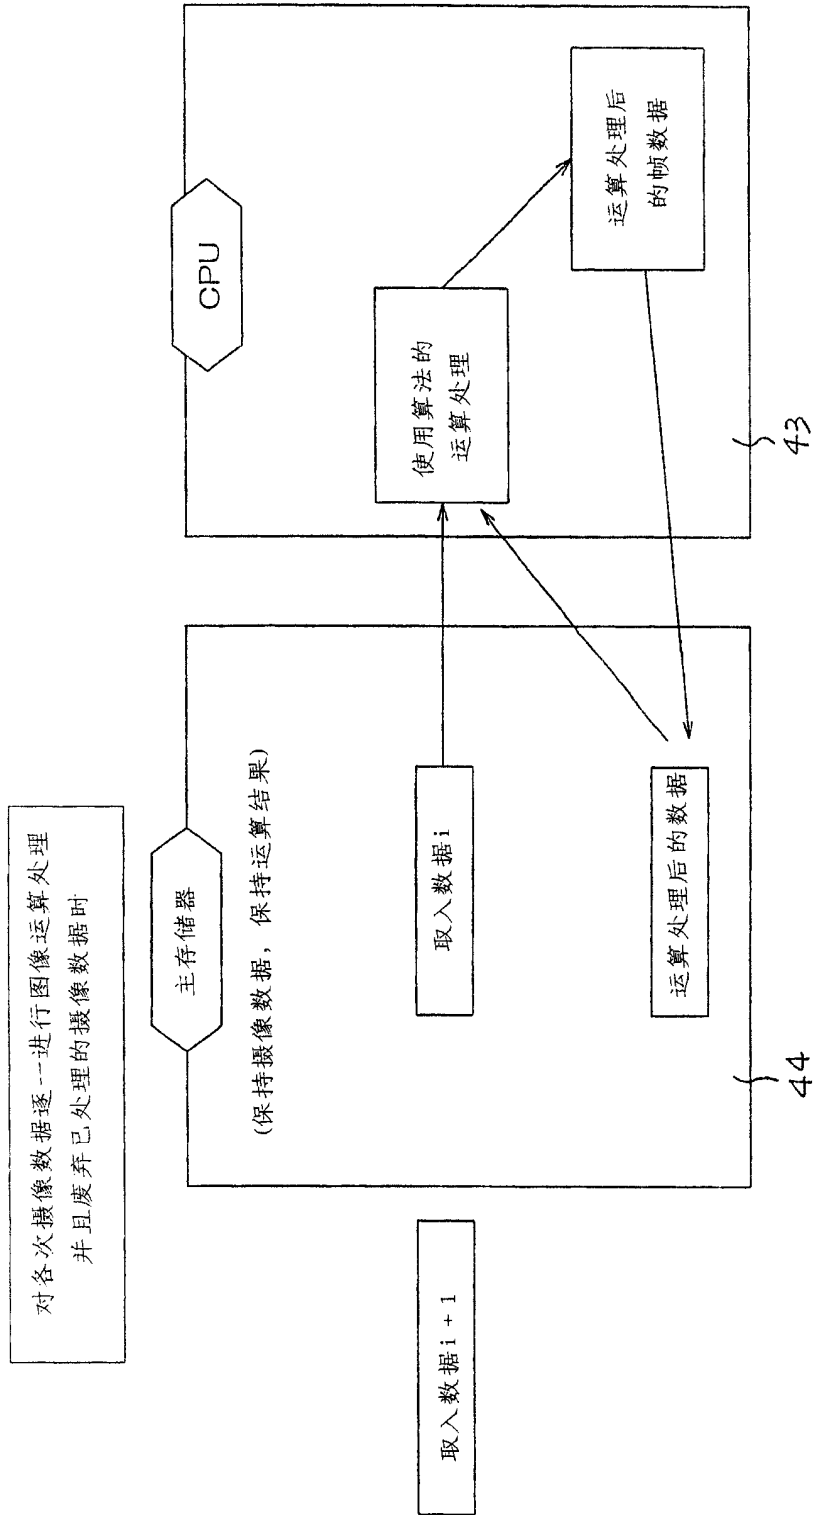 对各次摄像数据逐一进行图像运算处理
并且废弃已处理的摄像数据时
主存储器
(保持摄像数据, 保持运算结果)
取入数据i + 1
取入数据i
运算处理后的数据
44
CPU
使用算法的
运算处理
运算处理后
的帧数据
43